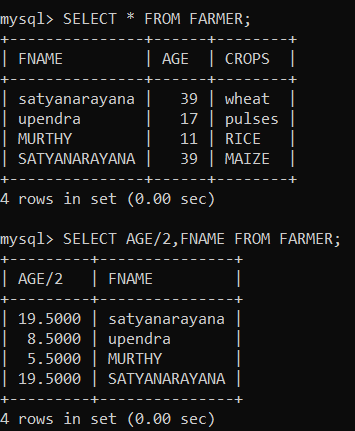 mysql> SELECT * FROM FARMER;
+---------------+------+--------+
| FNAME         | AGE  | CROPS  |
+---------------+------+--------+
| satyanarayana |   39 | wheat  |
| upendra       |   17 | pulses |
| MURTHY        |   11 | RICE   |
| SATYANARAYANA |   39 | MAIZE  |
+---------------+------+--------+
4 rows in set (0.00 sec)

mysql> SELECT AGE/2,FNAME FROM FARMER;
+---------+---------------+
| AGE/2   | FNAME         |
+---------+---------------+
| 19.5000 | satyanarayana |
|  8.5000 | upendra       |
|  5.5000 | MURTHY        |
| 19.5000 | SATYANARAYANA |
+---------+---------------+
4 rows in set (0.00 sec)